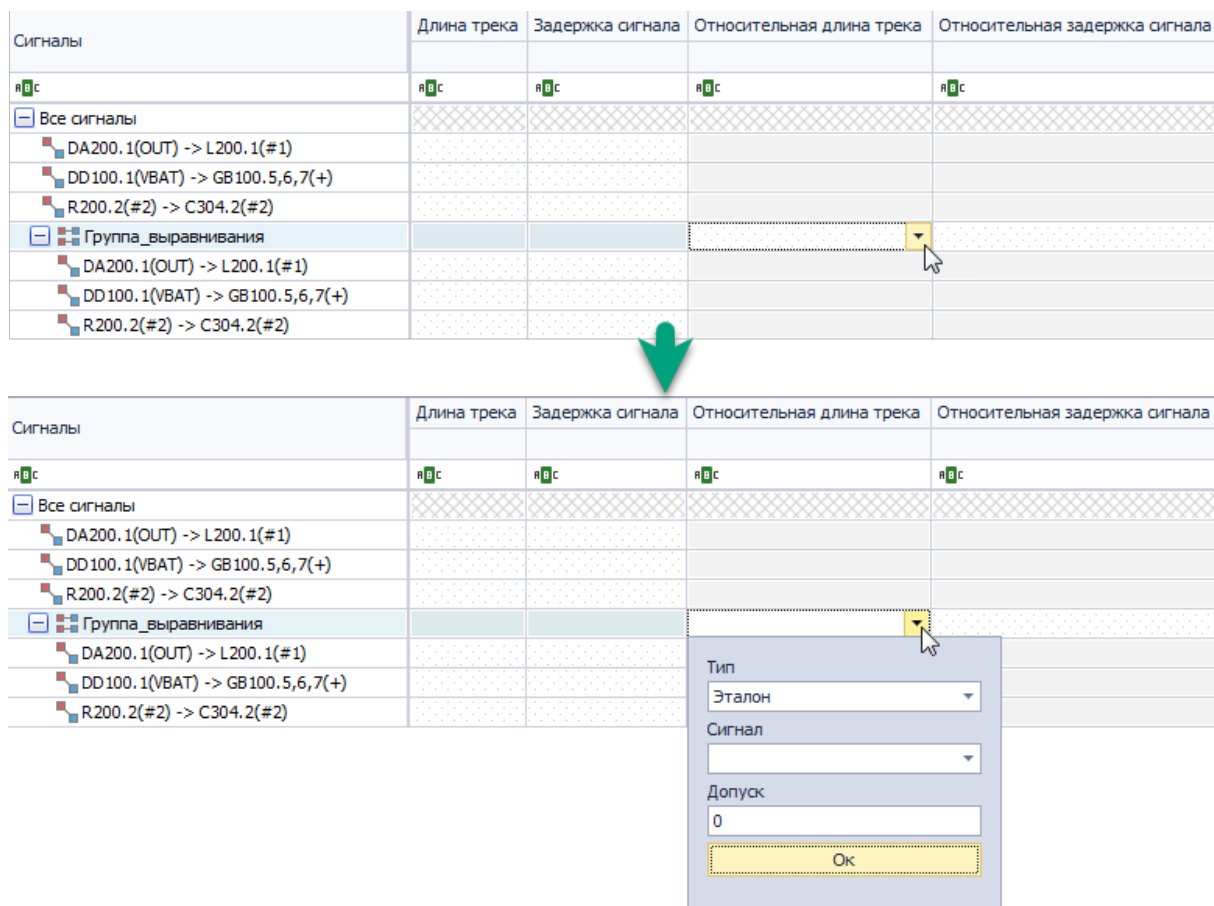 Сигналы Длина трека Задержка сигнала Относительная длина трека Относительная задержка сигнала
ABC ABC ABC ABC ABC
Все сигналы
DA200.1(OUT) -> L200.1(#1)
DD100.1(VBAT) -> GB100.5,6,7(+)
R200.2(#2) -> C304.2(#2)
Группа_выравнивания
DA200.1(OUT) -> L200.1(#1)
DD100.1(VBAT) -> GB100.5,6,7(+)
R200.2(#2) -> C304.2(#2)
Сигналы Длина трека Задержка сигнала Относительная длина трека Относительная задержка сигнала
ABC ABC ABC ABC ABC
Все сигналы
DA200.1(OUT) -> L200.1(#1)
DD100.1(VBAT) -> GB100.5,6,7(+)
R200.2(#2) -> C304.2(#2)
Группа_выравнивания
DA200.1(OUT) -> L200.1(#1)
DD100.1(VBAT) -> GB100.5,6,7(+)
R200.2(#2) -> C304.2(#2)
Тип
Эталон
Сигнал
Допуск
0
Ок